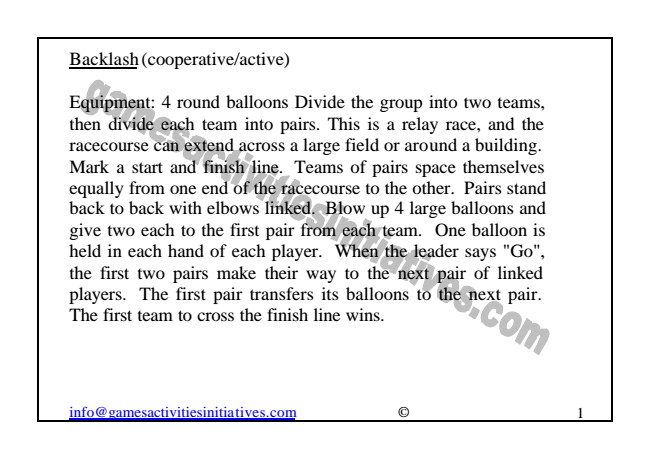 Backlash (cooperative/active)
Equipment: 4 round balloons Divide the group into two teams,
then divide each team into pairs. This is a relay race, and the
racecourse can extend across a large field or around a building.
Mark a start and finish line. Teams of pairs space themselves
equally from one end of the racecourse to the other. Pairs stand
back to back with elbows linked. Blow up 4 large balloons and
give two each to the first pair from each team. One balloon is
held in each hand of each player. When the leader says "Go",
the first two pairs make their way to the next pair of linked
players. The first pair transfers its balloons to the next pair.
The first team to cross the finish line wins.
gamesactivitiesinitiatives.com
info@gamesactivitiesinitiatives.com © 1